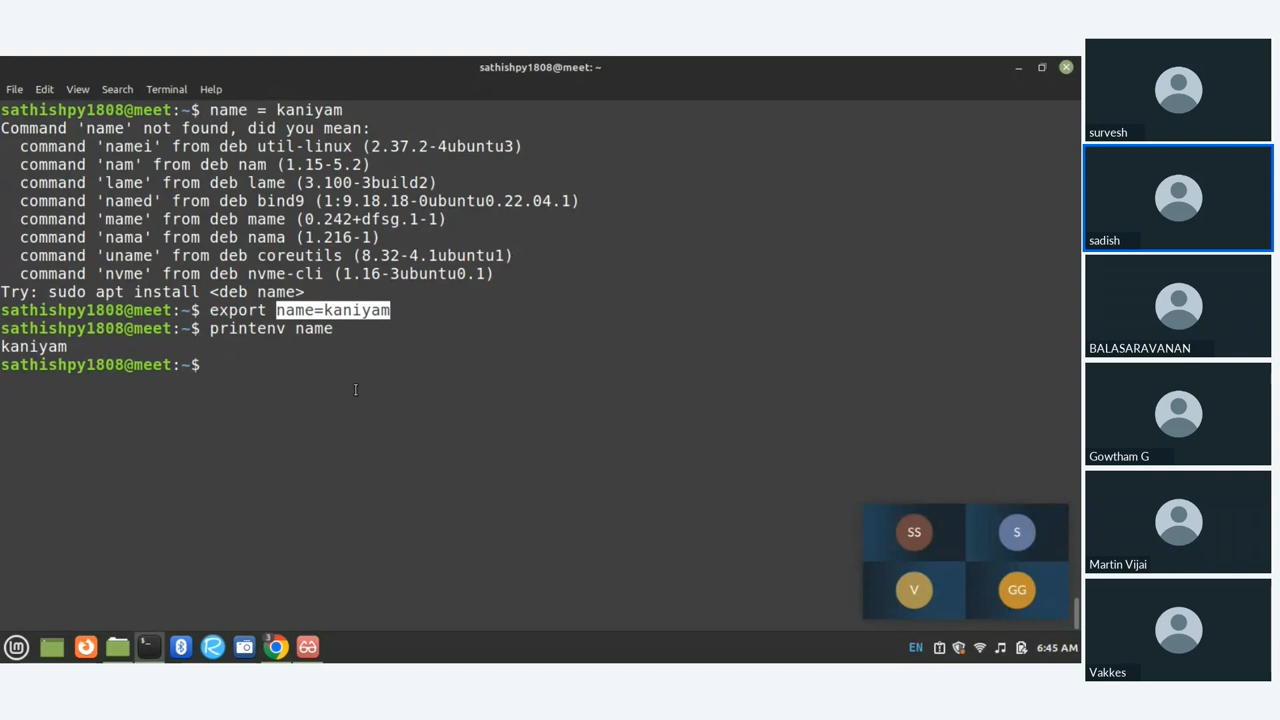 sathishpy1808@meet: ~
File Edit View Search Terminal Help
sathishpy1808@meet:~$ name = kaniyam
Command 'name' not found, did you mean:
command 'namei' from deb util-linux (2.37.2-4ubuntu3)
command 'nam' from deb nam (1.15-5.2)
command 'lame' from deb lame (3.100-3build2)
command 'named' from deb bind9 (1:9.18.18-0ubuntu0.22.04.1)
command 'mame' from deb mame (0.242+dfsg.1-1)
command 'nama' from deb nama (1.216-1)
command 'uname' from deb coreutils (8.32-4.1ubuntu1)
command 'nvme' from deb nvme-cli (1.16-3ubuntu0.1)
Try: sudo apt install <deb name>
sathishpy1808@meet:~$ export name=kaniyam
sathishpy1808@meet:~$ printenv name
kaniyam
sathishpy1808@meet:~$
SS S
V GG
3
EN 6:45 AM
survesh
sadish
BALASARAVANAN
Gowtham G
Martin Vijai
Vakkes